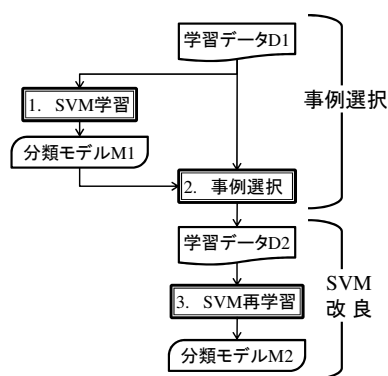 学習データD1
1. SVM学習
事例選択
分類モデルM1
2. 事例選択
学習データD2
SVM
改 良
3. SVM再学習
分類モデルM2